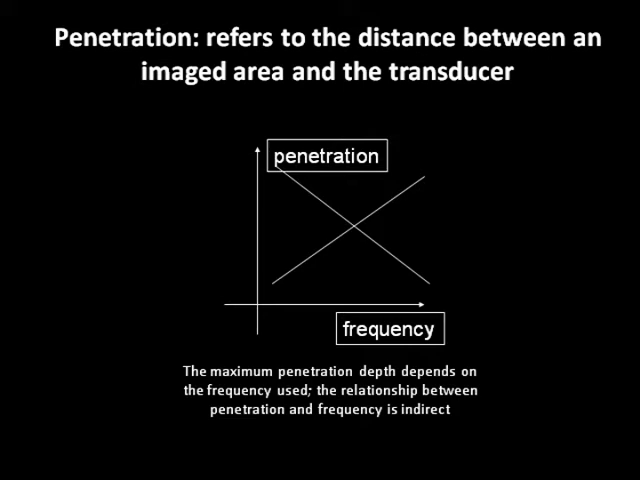 Penetration: refers to the distance between an
imaged area and the transducer
penetration
frequency
The maximum penetration depth depends on
the frequency used; the relationship between
penetration and frequency is indirect